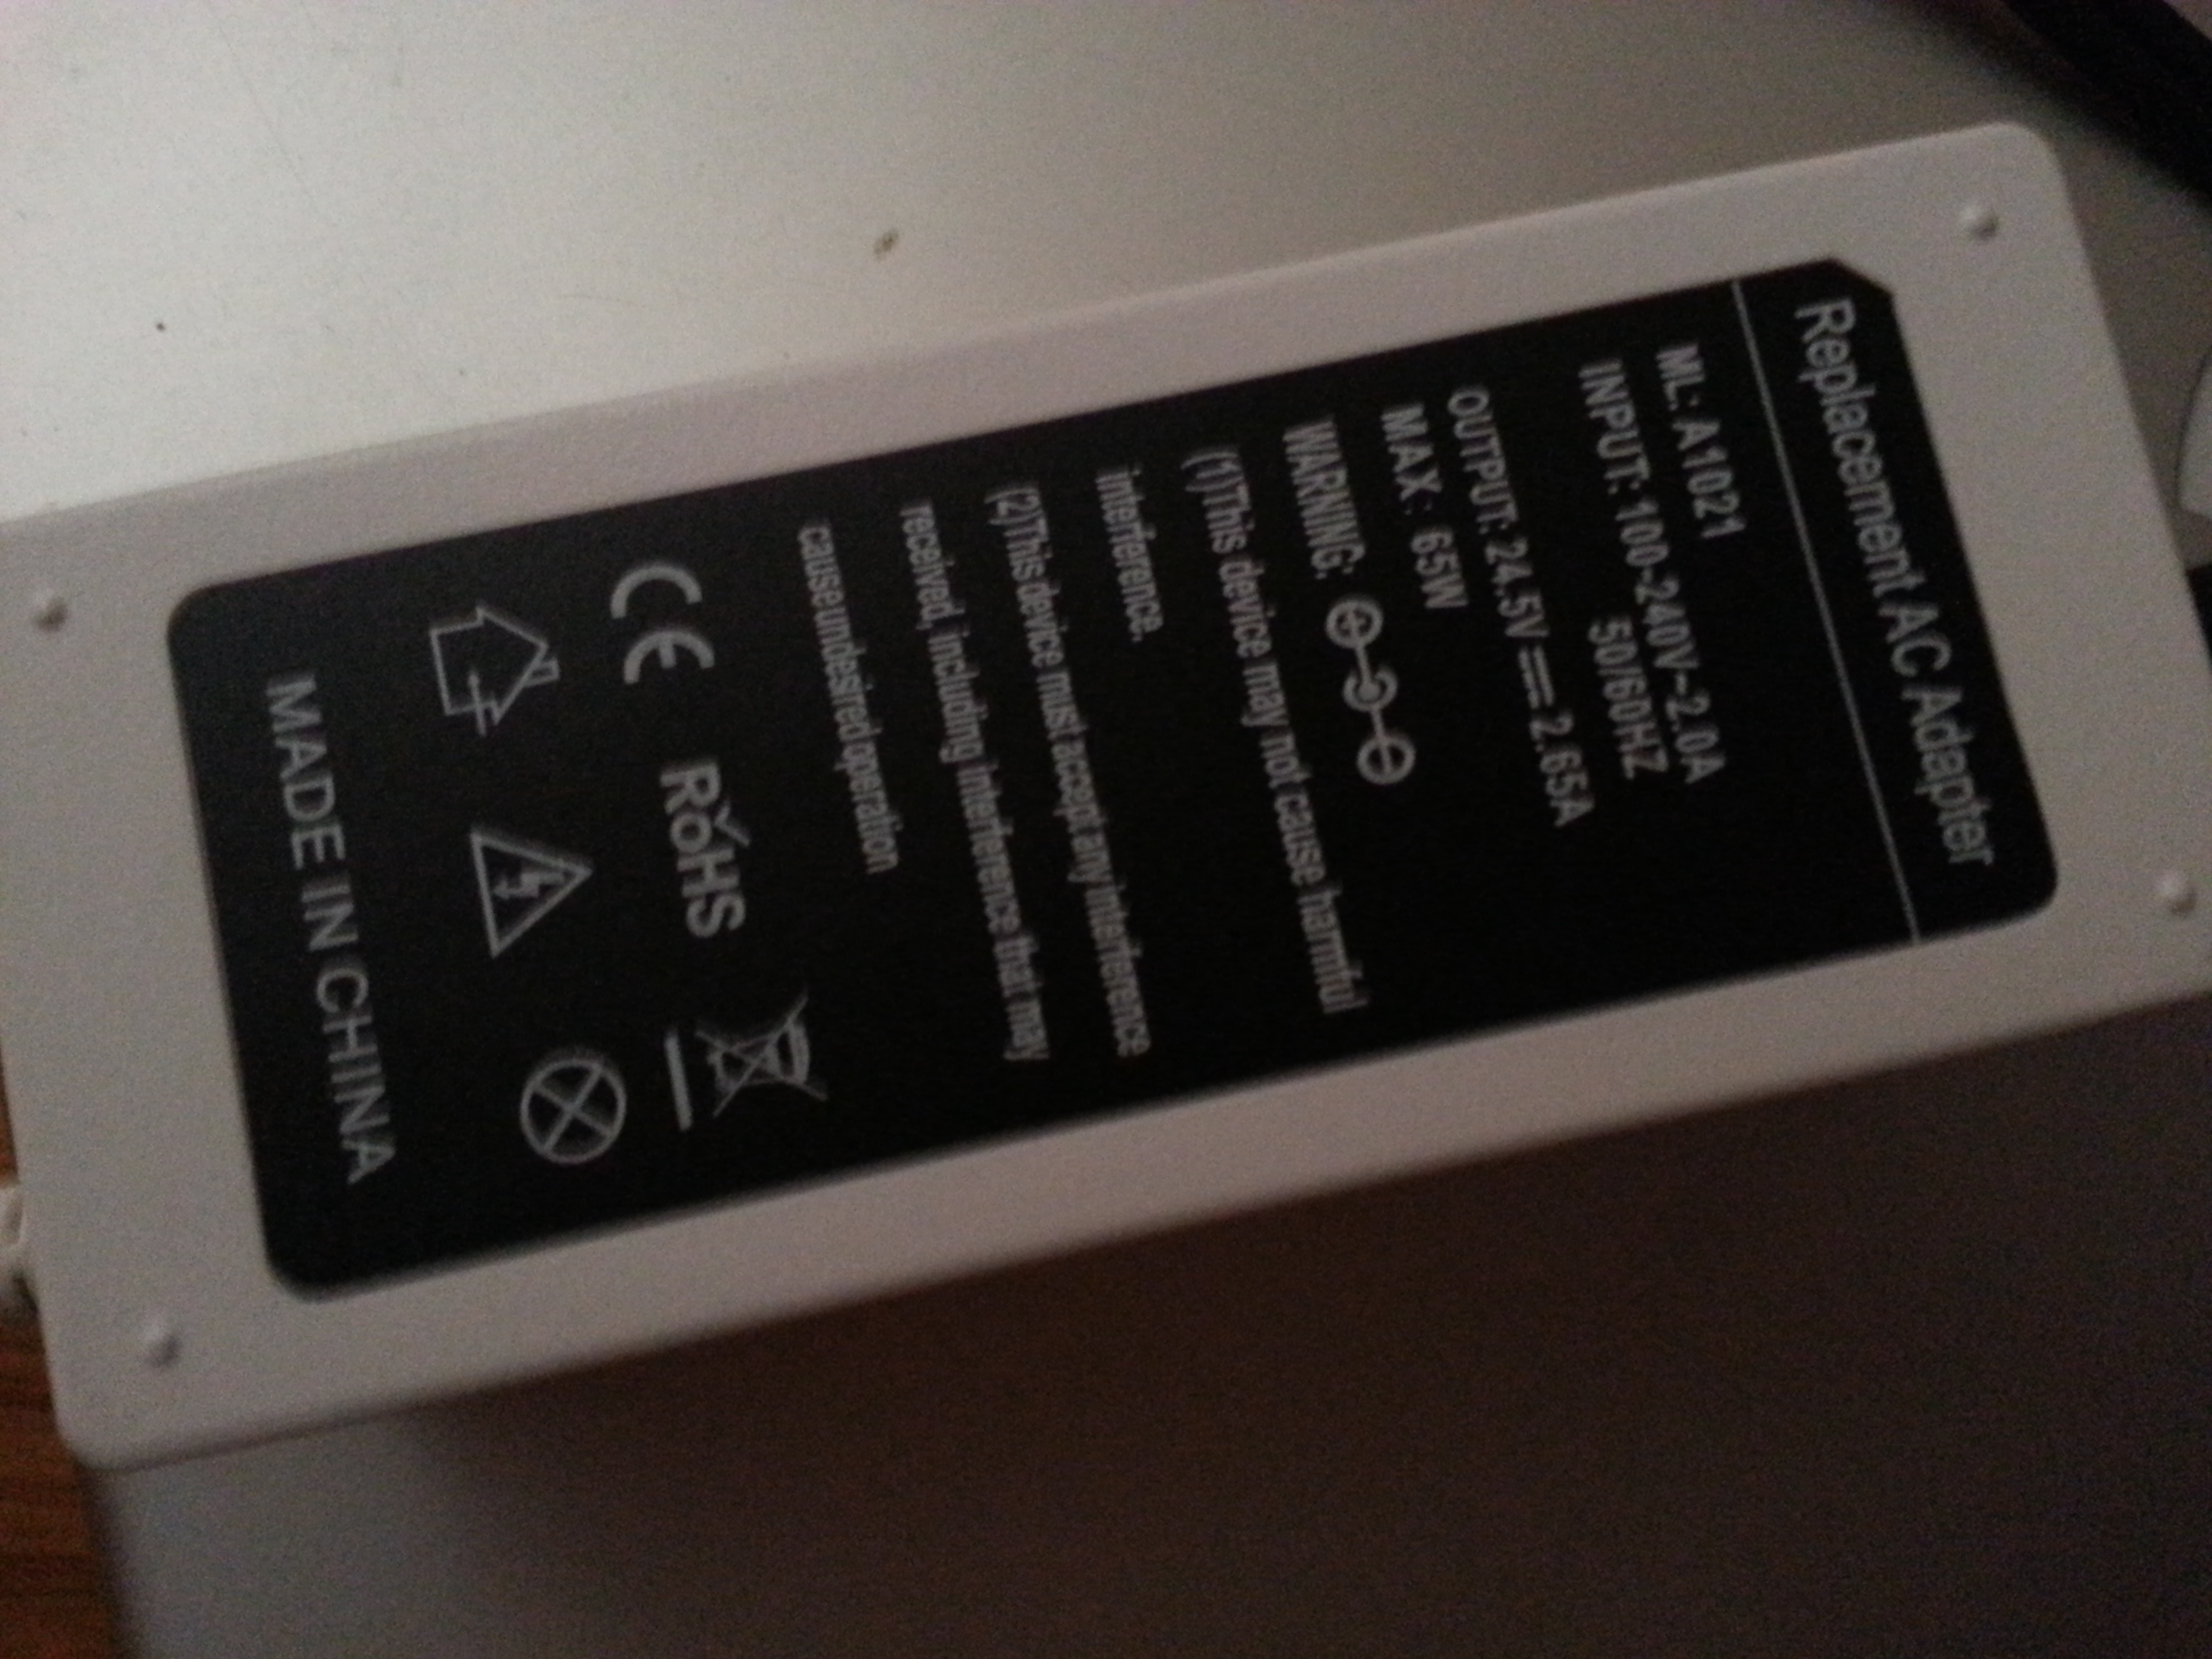 Replacement AC Adapter
ML: A1021
INPUT: 100-240V~2.0A
50/60HZ
OUTPUT: 24.5V⎓2.65A
MAX: 65W
WARNING:
(1)This device may not cause harmful
interference.
(2)This device must accept any interference
received, including interference that may
cause undesired operation
CE RoHS
MADE IN CHINA